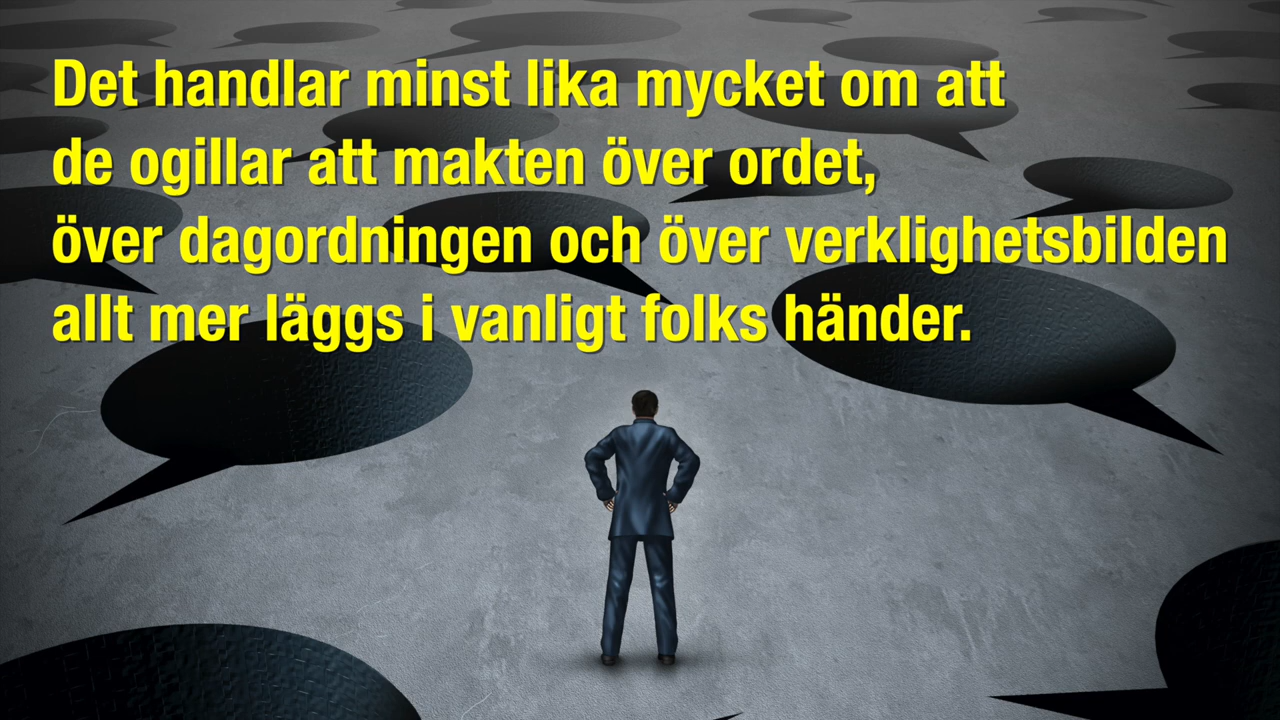 Det handlar minst lika mycket om att
de ogillar att makten över ordet,
över dagordningen och över verklighetsbilden
allt mer läggs i vanligt folks händer.